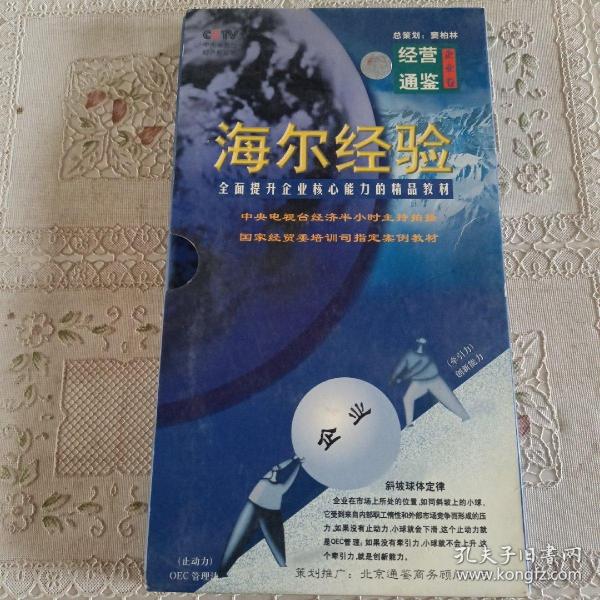 CCTV
总策划：窦柏林
经营
通鉴
企业卷
海尔经验
全面提升企业核心能力的精品教材
中央电视台经济半小时主持拍摄
国家经贸委培训司指定案例教材
（牵引力）
创新能力
企业
斜坡球体定律
企业在市场上所处的位置，如同斜坡上的小球，
它受到来自内部职工惰性和外部市场竞争而形成的压
力，如果没有止动力，小球就会下滑，这个止动力就
是OEC管理；如果没有牵引力，小球就不会上升，这
个牵引力，就是创新能力。
（止动力）
OEC管理法
策划推广：北京通鉴商务顾
孔夫子旧书网
www.kongfz.com